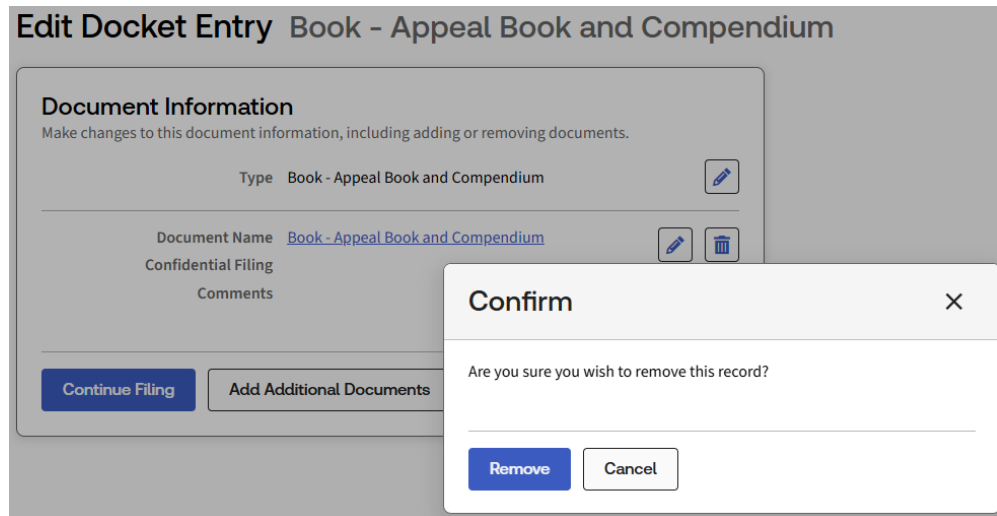 Edit Docket Entry Book - Appeal Book and Compendium
Document Information
Make changes to this document information, including adding or removing documents.
Type Book - Appeal Book and Compendium
Document Name Book - Appeal Book and Compendium
Confidential Filing
Comments
Confirm
Are you sure you wish to remove this record?
Continue Filing Add Additional Documents
Remove Cancel